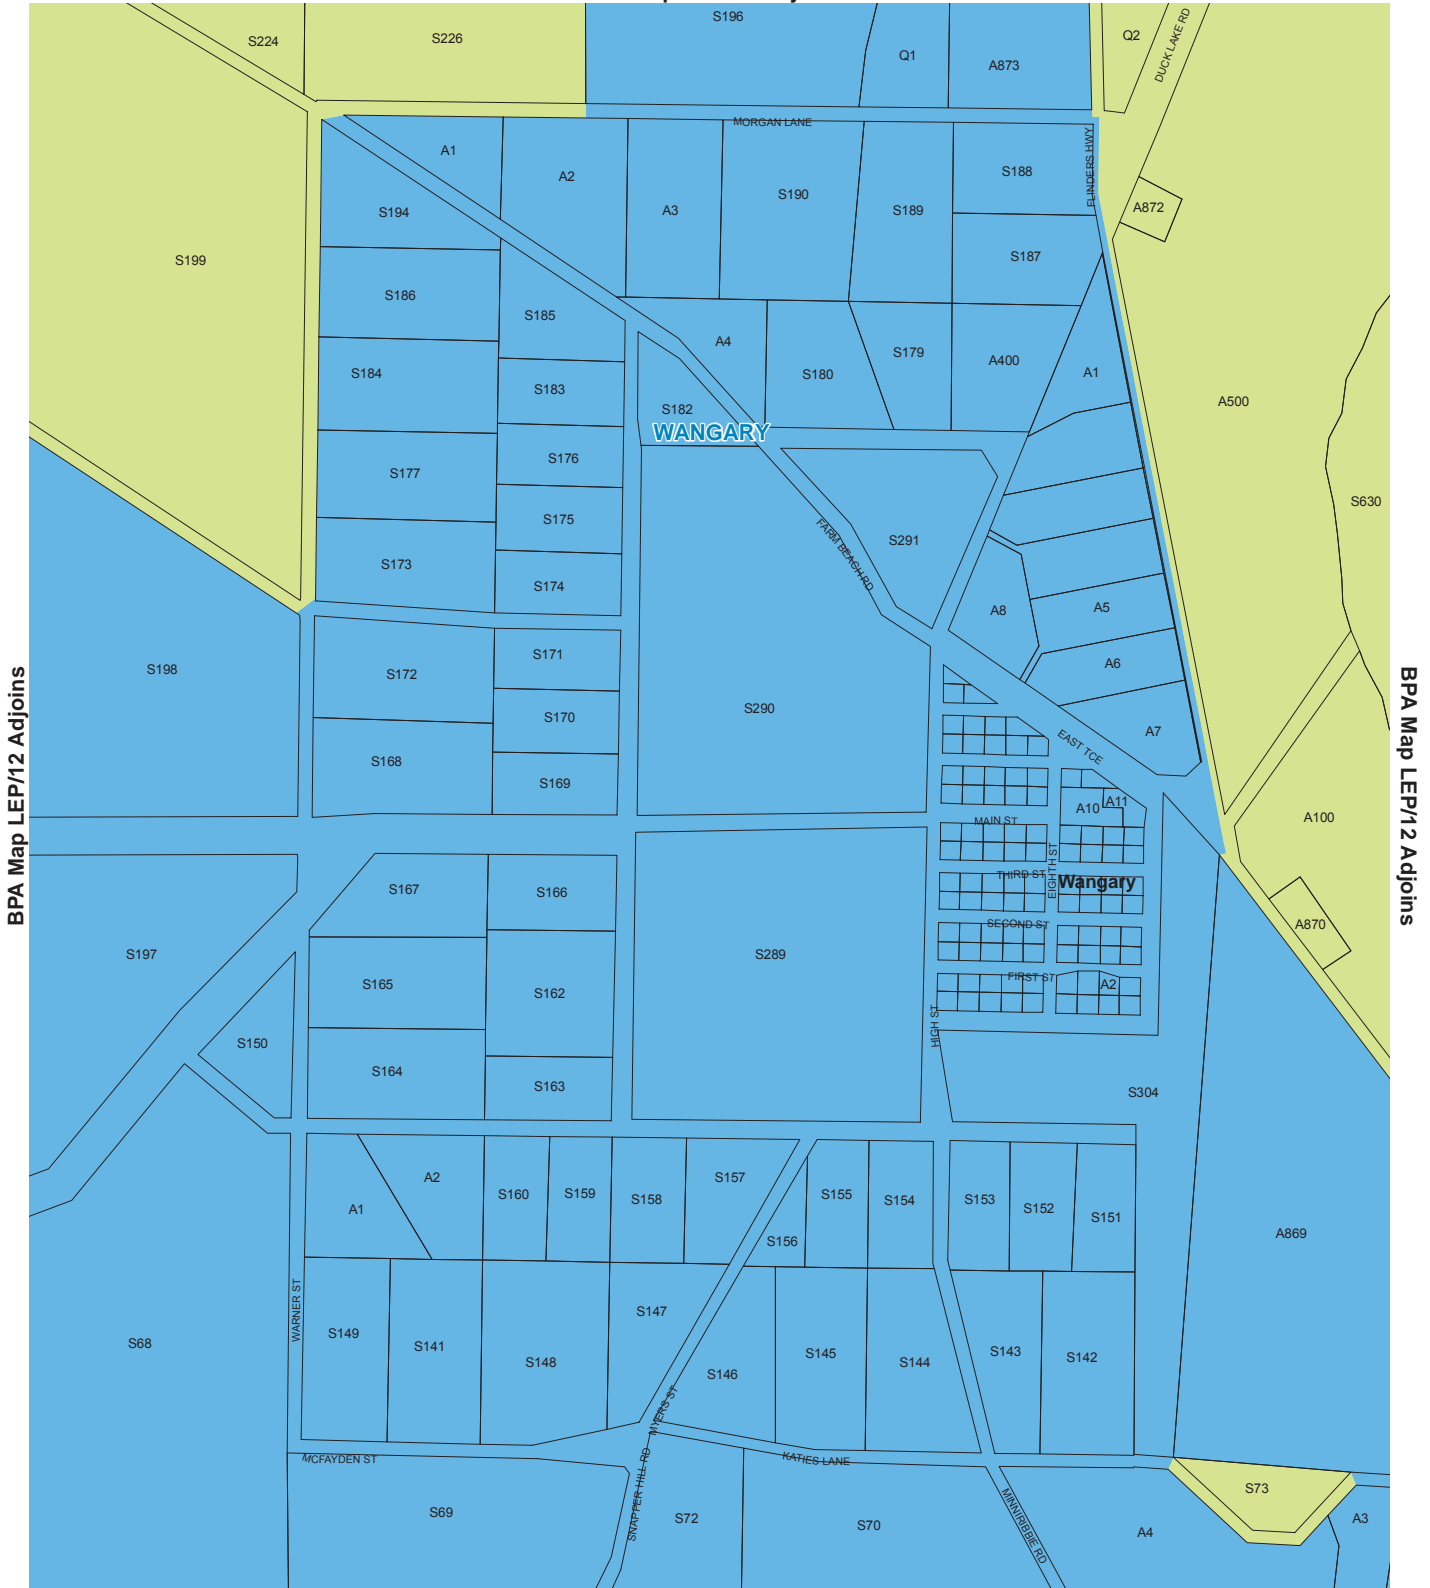 S196
S224
S226
Q1
A873
Q2
DUCK LAKE RD
MORGAN LANE
FLINDERS HWY
A1
A2
S194
A3
S190
S189
S188
A872
S199
S187
S186
S185
A4
S180
S179
A400
A1
S184
S183
S182
A500
WANGARY
S177
S176
S175
S630
FARM BEACH RD
S291
S173
S174
A8
A5
S198
S172
S171
A6
S170
S290
A7
EAST TCE
S168
S169
A10
A11
MAIN ST
A100
EIGHTH ST
THIRD ST
Wangary
S167
S166
SECOND ST
A870
S197
S289
S165
S162
FIRST ST
A2
HIGH ST
S150
S164
S163
S304
A2
S160
S159
S158
S157
S155
S154
S153
S152
S151
A1
S156
A869
WARNER ST
S68
S149
S141
S148
S147
S146
S145
S144
S143
S142
MYERS ST
MCFAYDEN ST
KATIES LANE
SNAPPER HILL RD
MINNIRIBBIE RD
S73
S69
S72
S70
A4
A3
BPA Map LEP/12 Adjoins
BPA Map LEP/12 Adjoins